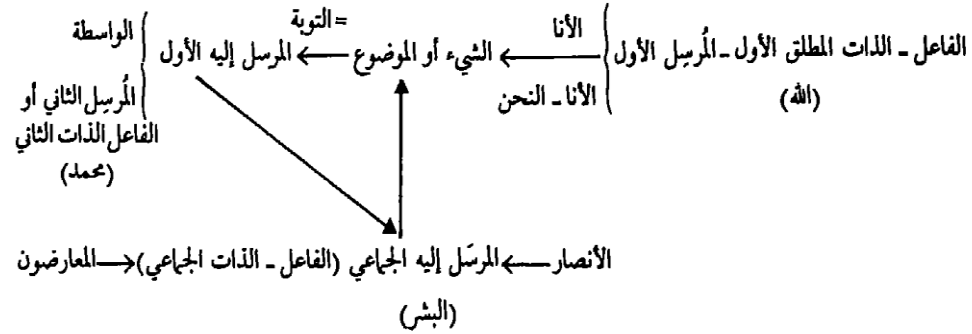 الفاعل ـ الذات المطلق الأول ـ المُرسِل الأول
(الله)
الأنا
الأنا ـ النحن
الشيء أو الموضوع
= التوبة
المرسل إليه الأول
الواسطة
المُرسِل الثاني أو
الفاعل الذات الثاني
(محمد)
الأنصار
المرسَل إليه الجماعي (الفاعل ـ الذات الجماعي)
المعارضون
(البشر)